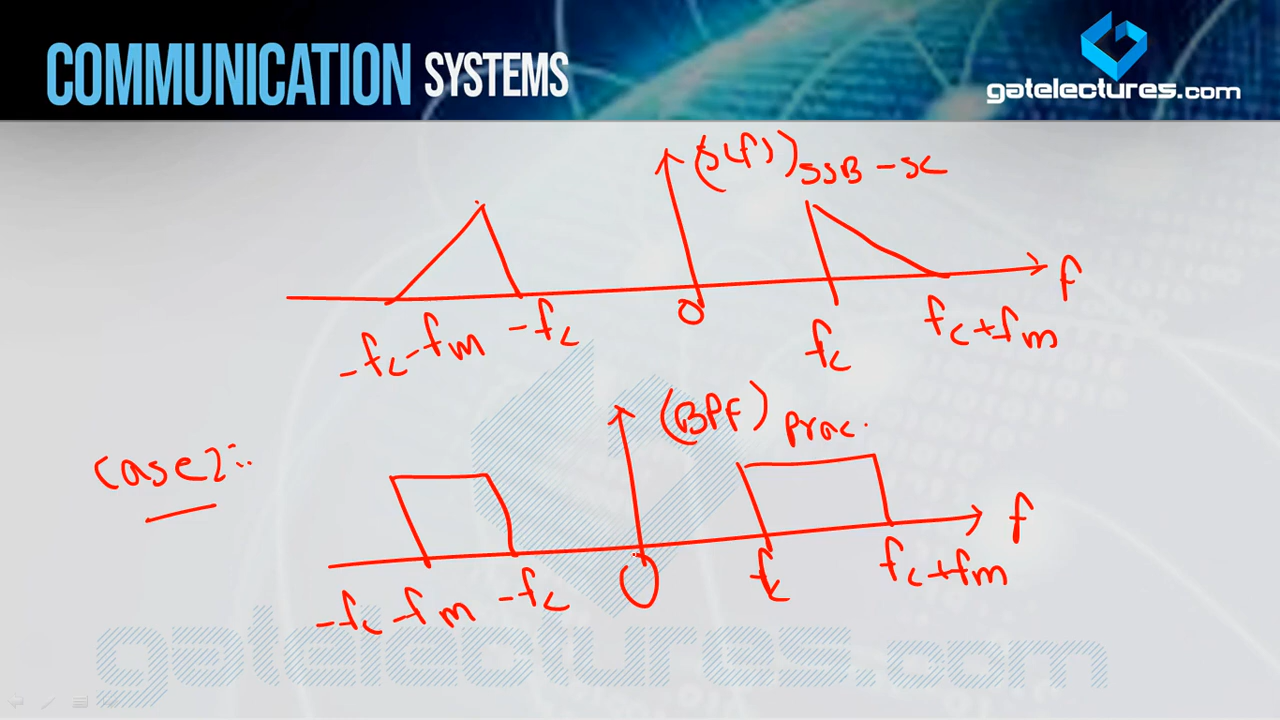 COMMUNICATION SYSTEMS
gatelectures.com
(S(f))SSB-SC
-fc-fm -fc 0 fc fc+fm f
Case2:-
(BPF)Prac.
-fc-fm -fc 0 fc fc+fm f
gatelectures.com